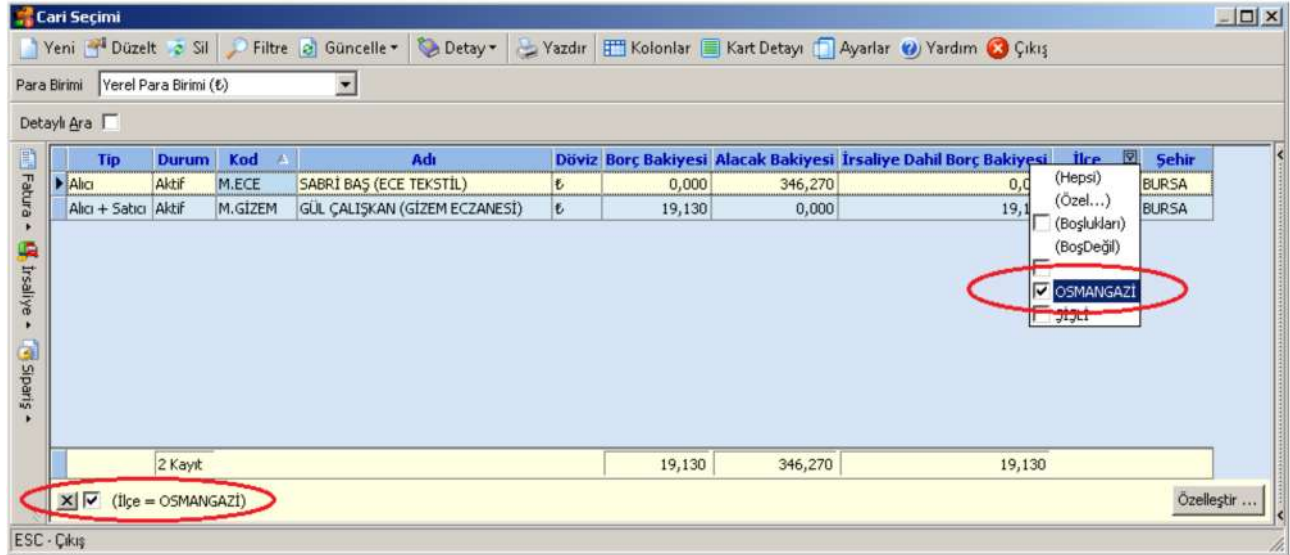 Cari Seçimi
Yeni Düzelt Sil Filtre Güncelle Detay Yazdır Kolonlar Kart Detayı Ayarlar Yardım Çıkış
Para Birimi Yerel Para Birimi (₺)
Detaylı Ara
Tip Durum Kod Adı Döviz Borç Bakiyesi Alacak Bakiyesi İrsaliye Dahil Borç Bakiyesi İlçe Şehir
Alıcı Aktif M.ECE SABRİ BAŞ (ECE TEKSTİL) ₺ 0,000 346,270 BURSA
Alıcı + Satıcı Aktif M.GİZEM GÜL ÇALIŞKAN (GİZEM ECZANESİ) ₺ 19,130 0,000 BURSA
(Hepsi)
(Özel...)
(Boşlukları)
(BoşDeğil)
OSMANGAZİ
ŞİŞLİ
Fatura
İrsaliye
Sipariş
2 Kayıt 19,130 346,270 19,130
(İlçe = OSMANGAZİ)
Özelleştir ...
ESC - Çıkış